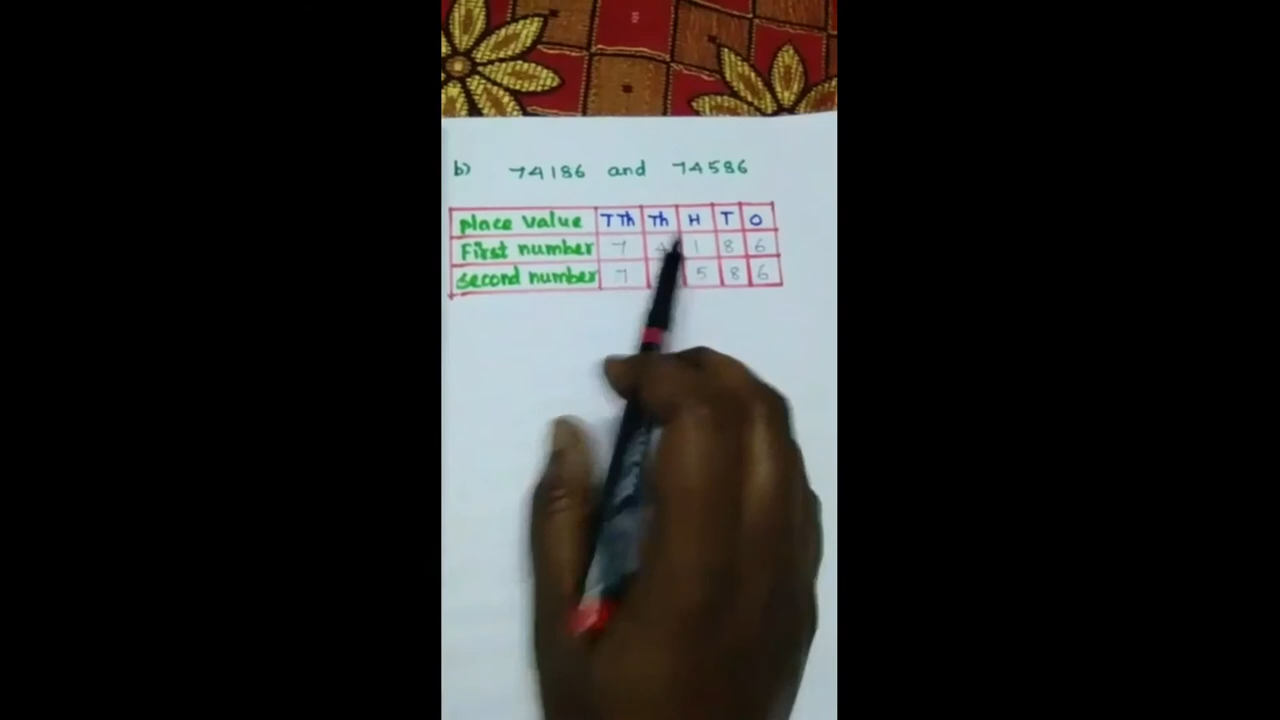 b) 74186 and 74586
Place Value TTh Th H T O
First number 7 4 1 8 6
second number 7 5 8 6